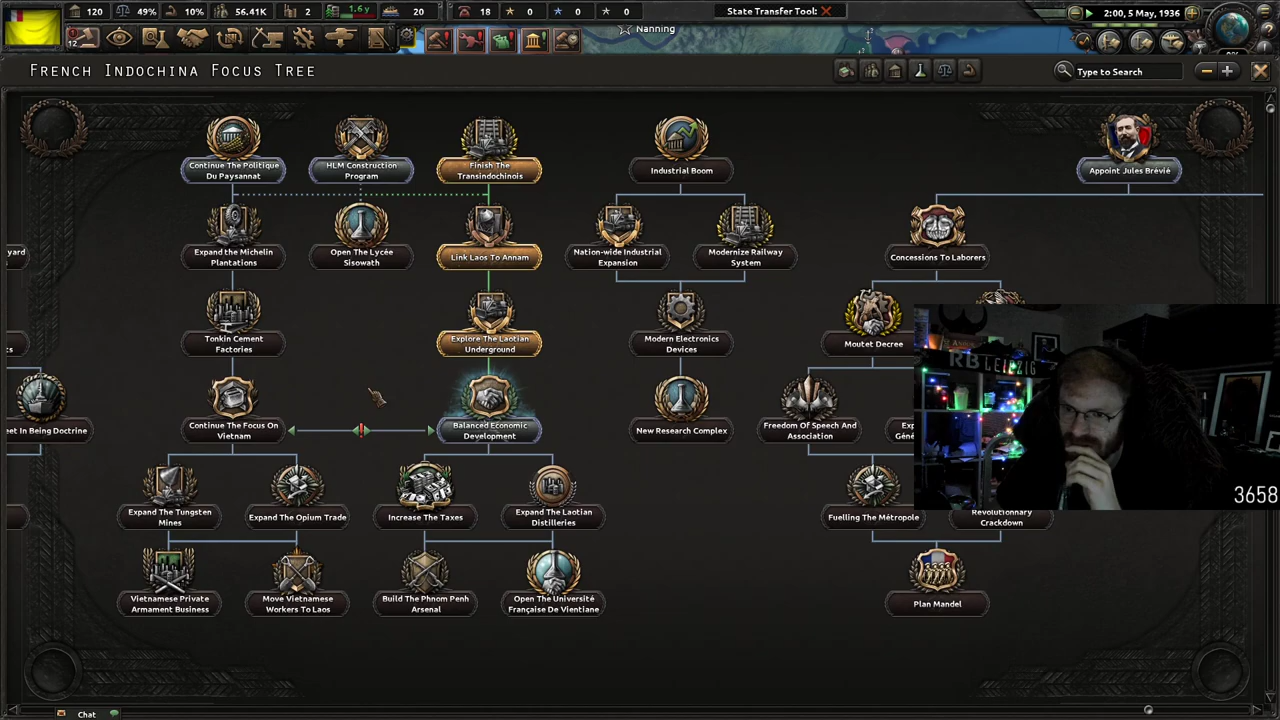 120
49%
10%
56.41K
2
1.6 y
20
18
0
0
0
State Transfer Tool:
2:00, 5 May, 1936
12
Nanning
0%
French Indochina Focus Tree
Type to Search
Continue The Politique
Du Paysannat
HLM Construction
Program
Finish The
Transindochinois
Industrial Boom
Appoint Jules Brévié
yard
Expand the Michelin
Plantations
Open The Lycée
Sisowath
Link Laos To Annam
Nation-wide Industrial
Expansion
Modernize Railway
System
Concessions To Laborers
Tonkin Cement
Factories
Explore The Laotian
Underground
Modern Electronics
Devices
Moutet Decree
RB LEIPZIG
eet In Being Doctrine
Continue The Focus On
Vietnam
Balanced Economic
Development
New Research Complex
Freedom Of Speech And
Association
Expand The Tungsten
Mines
Expand The Opium Trade
Increase The Taxes
Expand The Laotian
Distilleries
Fuelling The Métropole
Revolutionary
Crackdown
3658
Vietnamese Private
Armament Business
Move Vietnamese
Workers To Laos
Build The Phnom Penh
Arsenal
Open The Université
Française De Vientiane
Plan Mandel
Chat